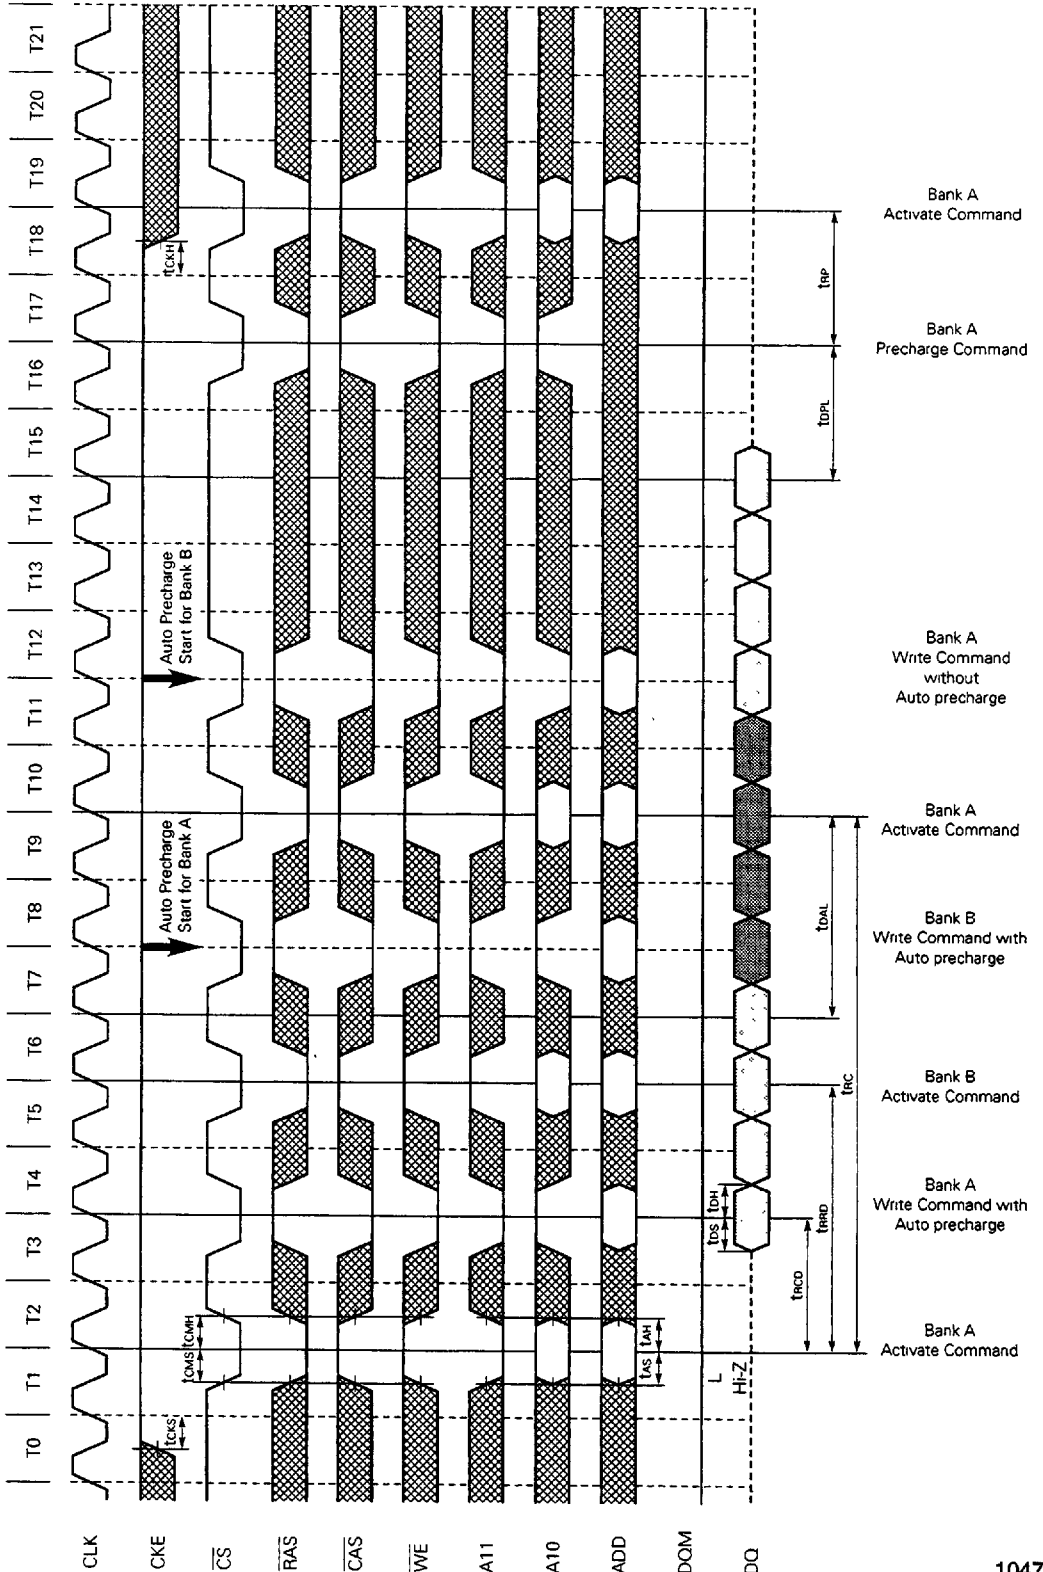 T0 T1 T2 T3 T4 T5 T6 T7 T8 T9 T10 T11 T12 T13 T14 T15 T16 T17 T18 T19 T20 T21
CLK
CKE
tCKS
Auto Precharge
Start for Bank A
Auto Precharge
Start for Bank B
tCKH
CS
tCMS tCMH
RAS
CAS
WE
A11
A10
ADD
tAS tAH
DQM
L
DQ
Hi-Z
tDS tDH
tRCD
tRRD
tDAL
tRC
tDPL
tRP
Bank A
Activate Command
Bank A
Write Command with
Auto precharge
Bank B
Activate Command
Bank B
Write Command with
Auto precharge
Bank A
Activate Command
Bank A
Write Command
without
Auto precharge
Bank A
Precharge Command
Bank A
Activate Command
1047